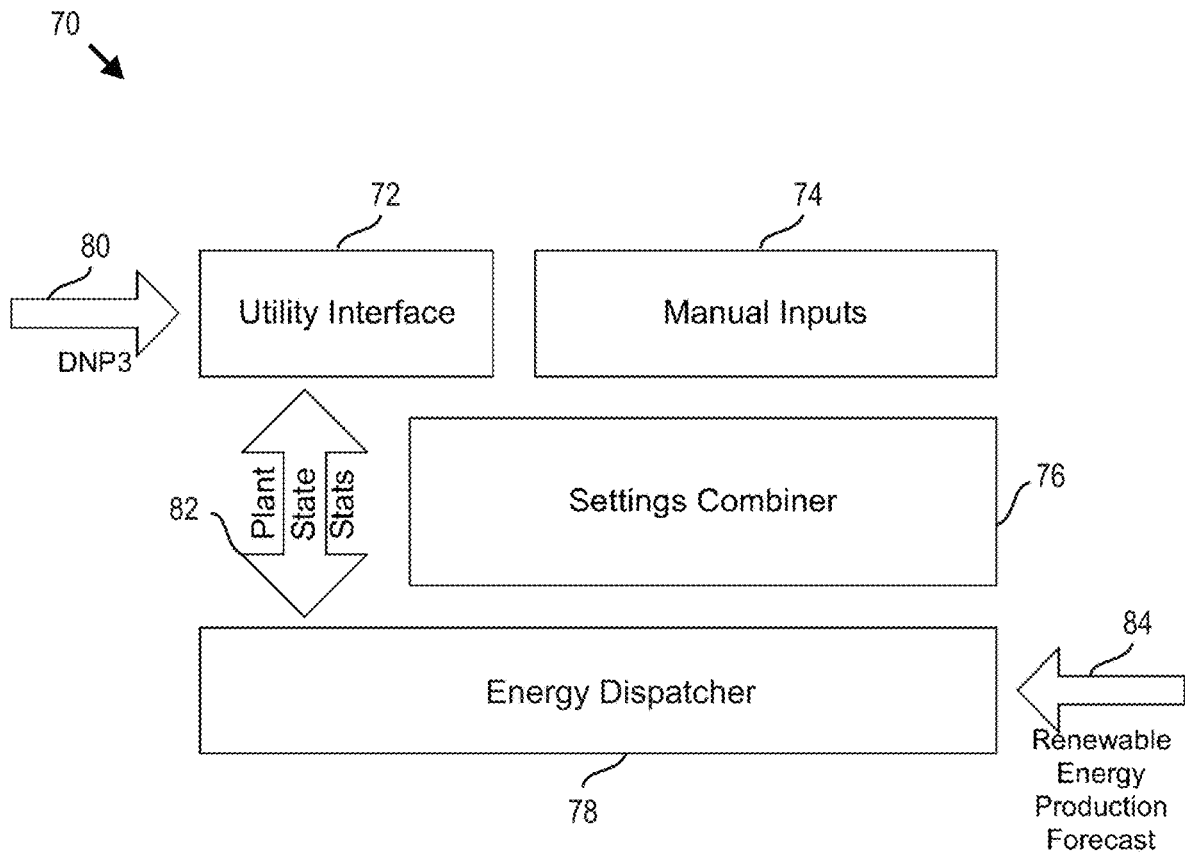 70
72
74
80
Utility Interface
Manual Inputs
DNP3
Plant
State
Stats
82
Settings Combiner
76
84
Energy Dispatcher
Renewable
Energy
Production
Forecast
78